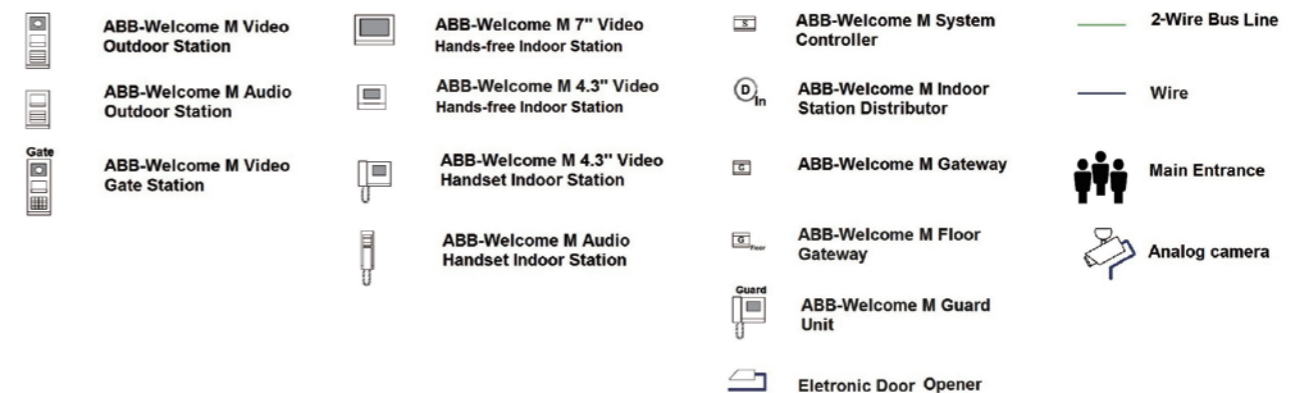 ABB-Welcome M Video
Outdoor Station
ABB-Welcome M Audio
Outdoor Station
Gate
ABB-Welcome M Video
Gate Station
ABB-Welcome M 7" Video
Hands-free Indoor Station
ABB-Welcome M 4.3" Video
Hands-free Indoor Station
ABB-Welcome M 4.3" Video
Handset Indoor Station
ABB-Welcome M Audio
Handset Indoor Station
S
ABB-Welcome M System
Controller
D
In
ABB-Welcome M Indoor
Station Distributor
G
ABB-Welcome M Gateway
G
Floor
ABB-Welcome M Floor
Gateway
Guard
ABB-Welcome M Guard
Unit
Eletronic Door Opener
2-Wire Bus Line
Wire
Main Entrance
Analog camera